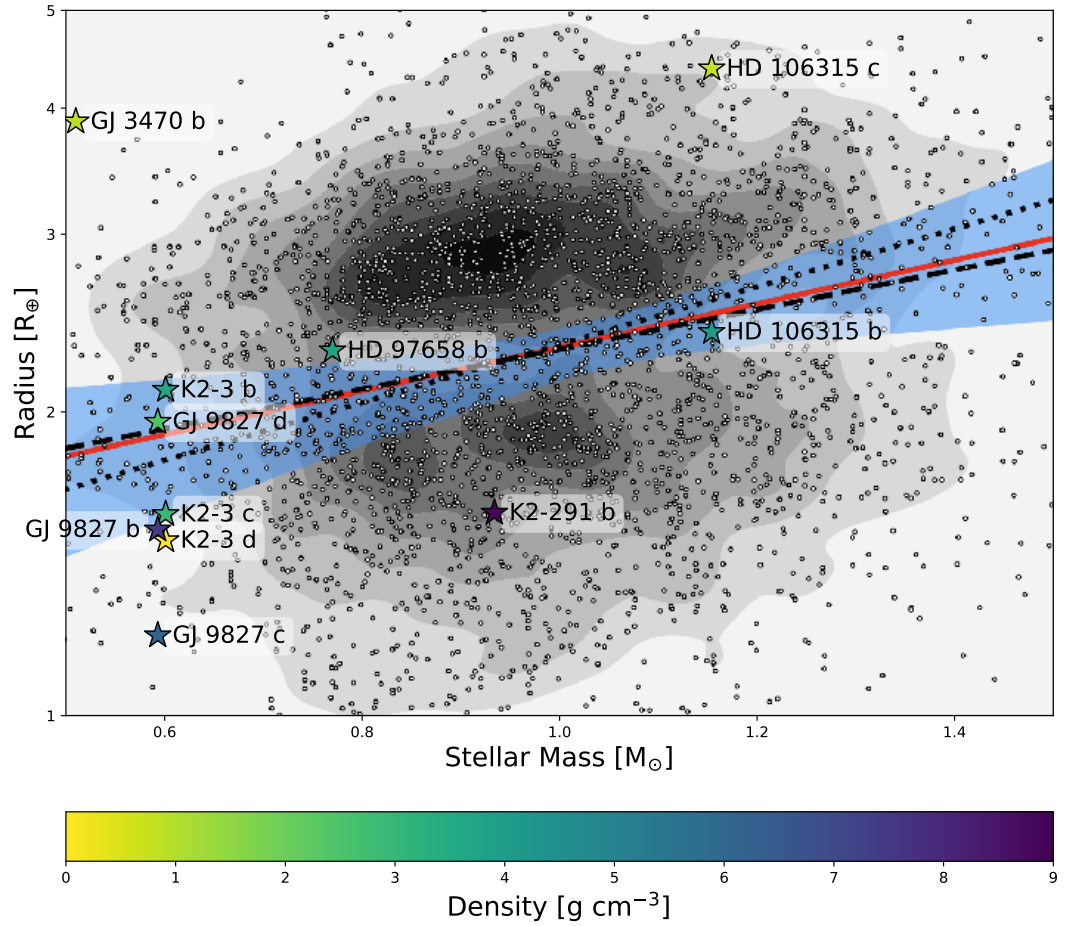 5
HD 106315 c
4
GJ 3470 b
3
HD 106315 b
HD 97658 b
K2-3 b
2
GJ 9827 d
K2-3 c
K2-291 b
GJ 9827 b
K2-3 d
GJ 9827 c
1
Radius [R⊕]
0.6 0.8 1.0 1.2 1.4
Stellar Mass [M⊙]
0 1 2 3 4 5 6 7 8 9
Density [g cm⁻³]